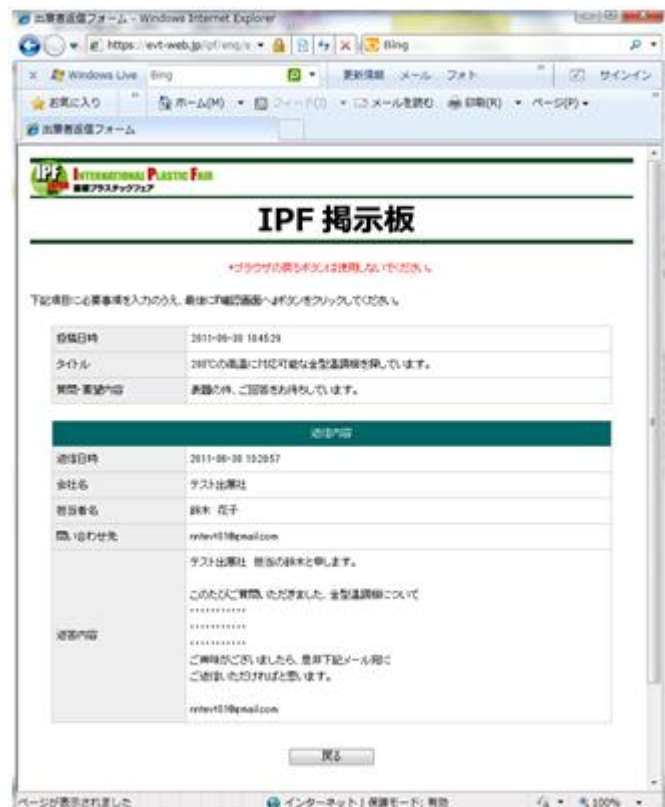 出展者返信フォーム - Windows Internet Explorer
https://evt-web.jp/ipf/eng/e
Bing
Windows Live Bing 更新情報 メール フォト サインイン
お気に入り ホーム(M) フィード(J) メールを読む 印刷(R) ページ(P)
出展者返信フォーム
IPF INTERNATIONAL PLASTIC FAIR
国際プラスチックフェア
IPF 掲示板
*ブラウザの戻るボタンは使用しないでください。
下記項目に必要事項を入力のうえ、最後に「確認画面へ」ボタンをクリックしてください。
投稿日時
タイトル 200℃の高温に対応可能な金型温調機を探しています。
質問・要望内容 表題の件、ご回答をお待ちしています。
返信内容
返信日時
会社名 テスト出展社
担当者名 鈴木 花子
問い合わせ先
テスト出展社 担当の鈴木と申します。
このたびご質問いただきました、金型温調機について
・・・・・・・・・・・
・・・・・・・・・・・
返答内容
・・・・・・・・・・・
ご興味がございましたら、是非下記メール宛に
ご返信いただければと思います。
戻る
ページが表示されました インターネット | 保護モード: 有効 100%